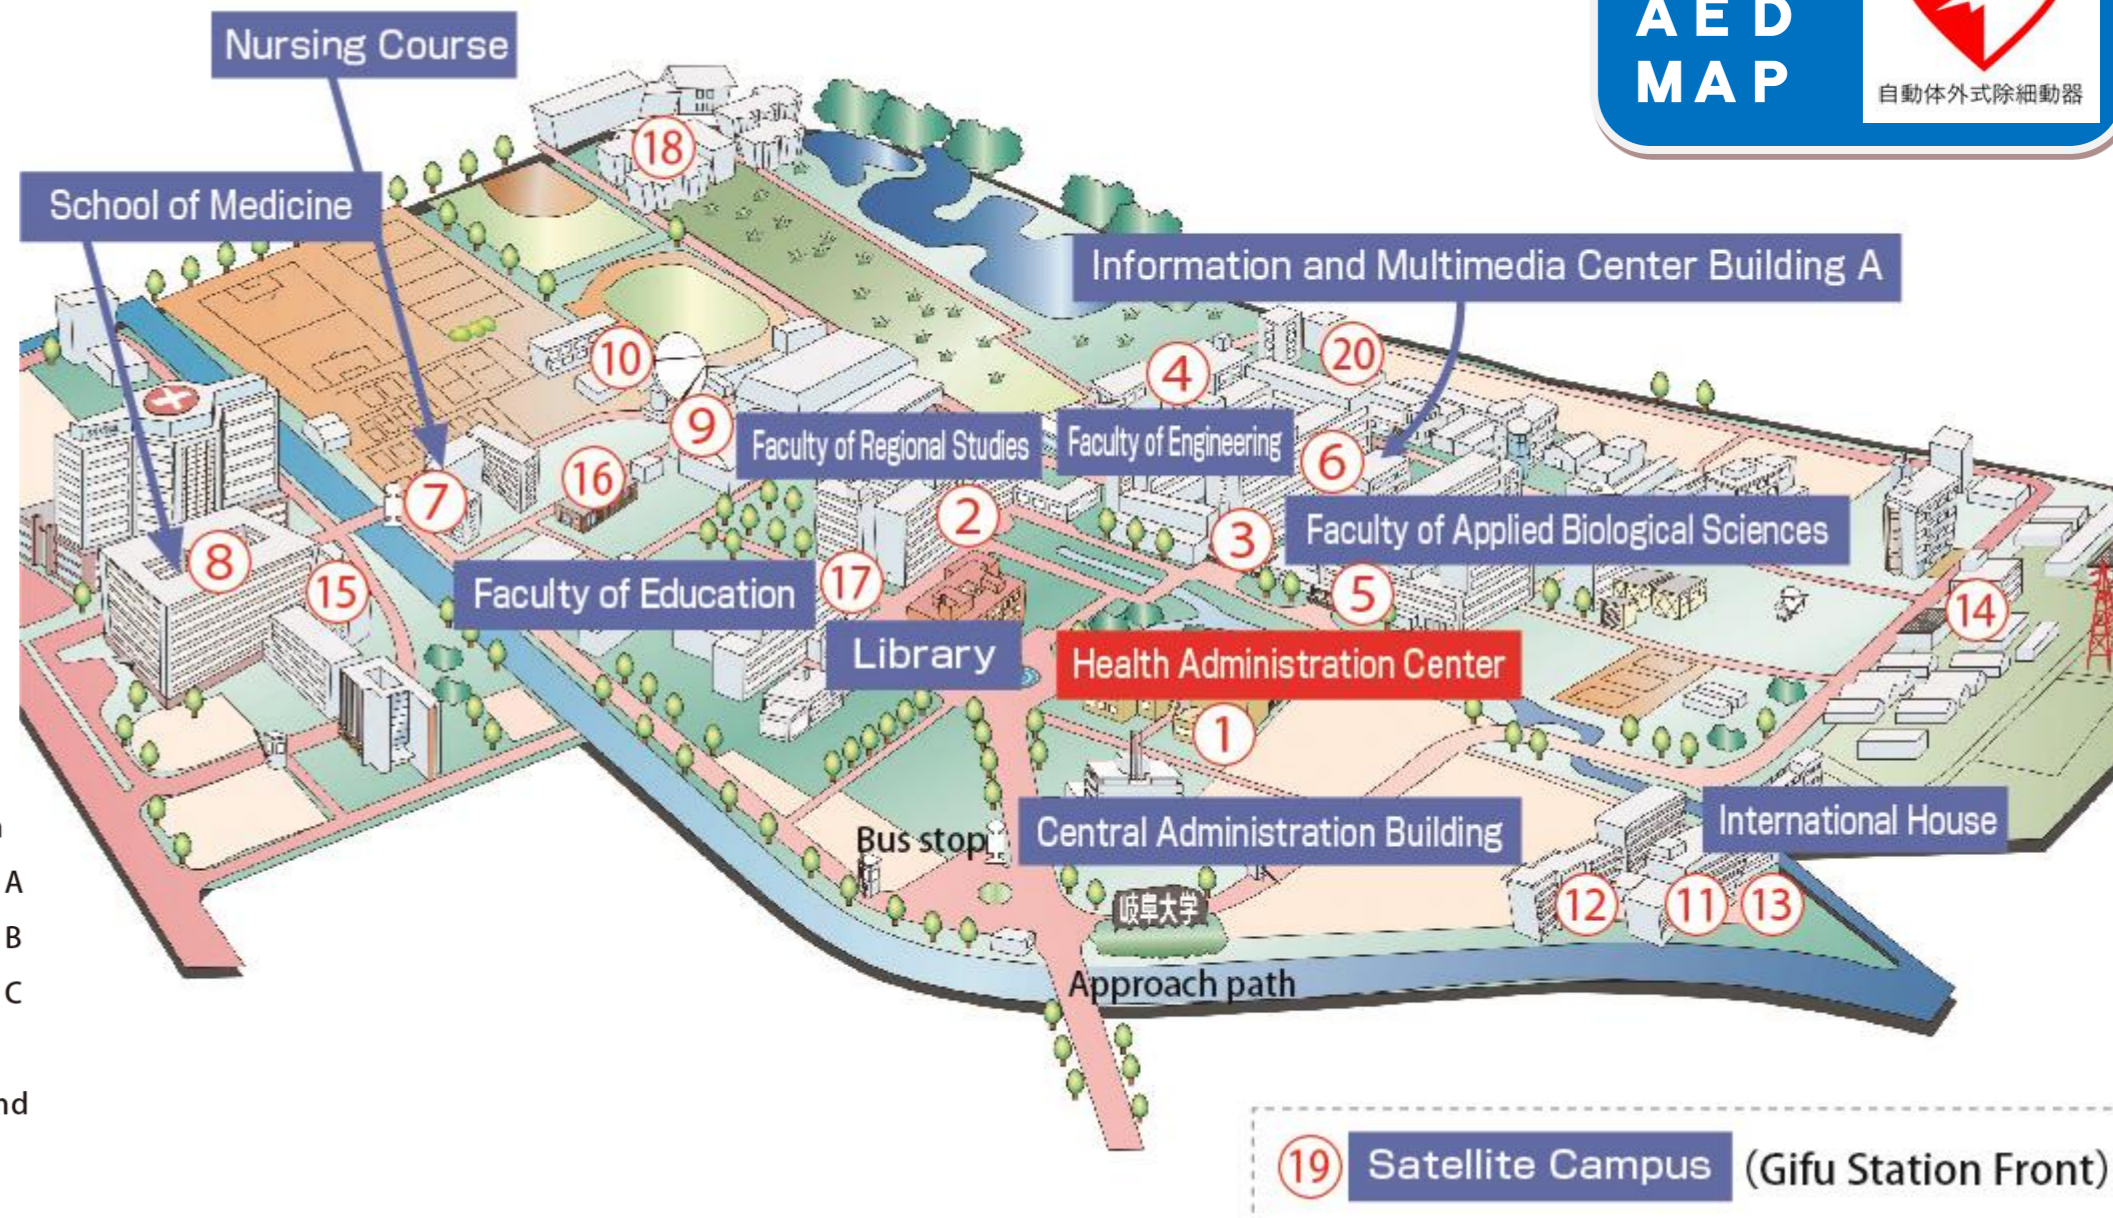 AED
MAP
自動体外式除細動器
Nursing Course
School of Medicine
18
Information and Multimedia Center Building A
10
4
20
9
Faculty of Regional Studies
Faculty of Engineering
6
16
7
2
3
Faculty of Applied Biological Sciences
8
15
Faculty of Education
17
5
14
Library
Health Administration Center
1
Central Administration Building
International House
Bus stop
A
B
C
岐阜大学
12
11
13
Approach path
nd
19 Satellite Campus (Gifu Station Front)